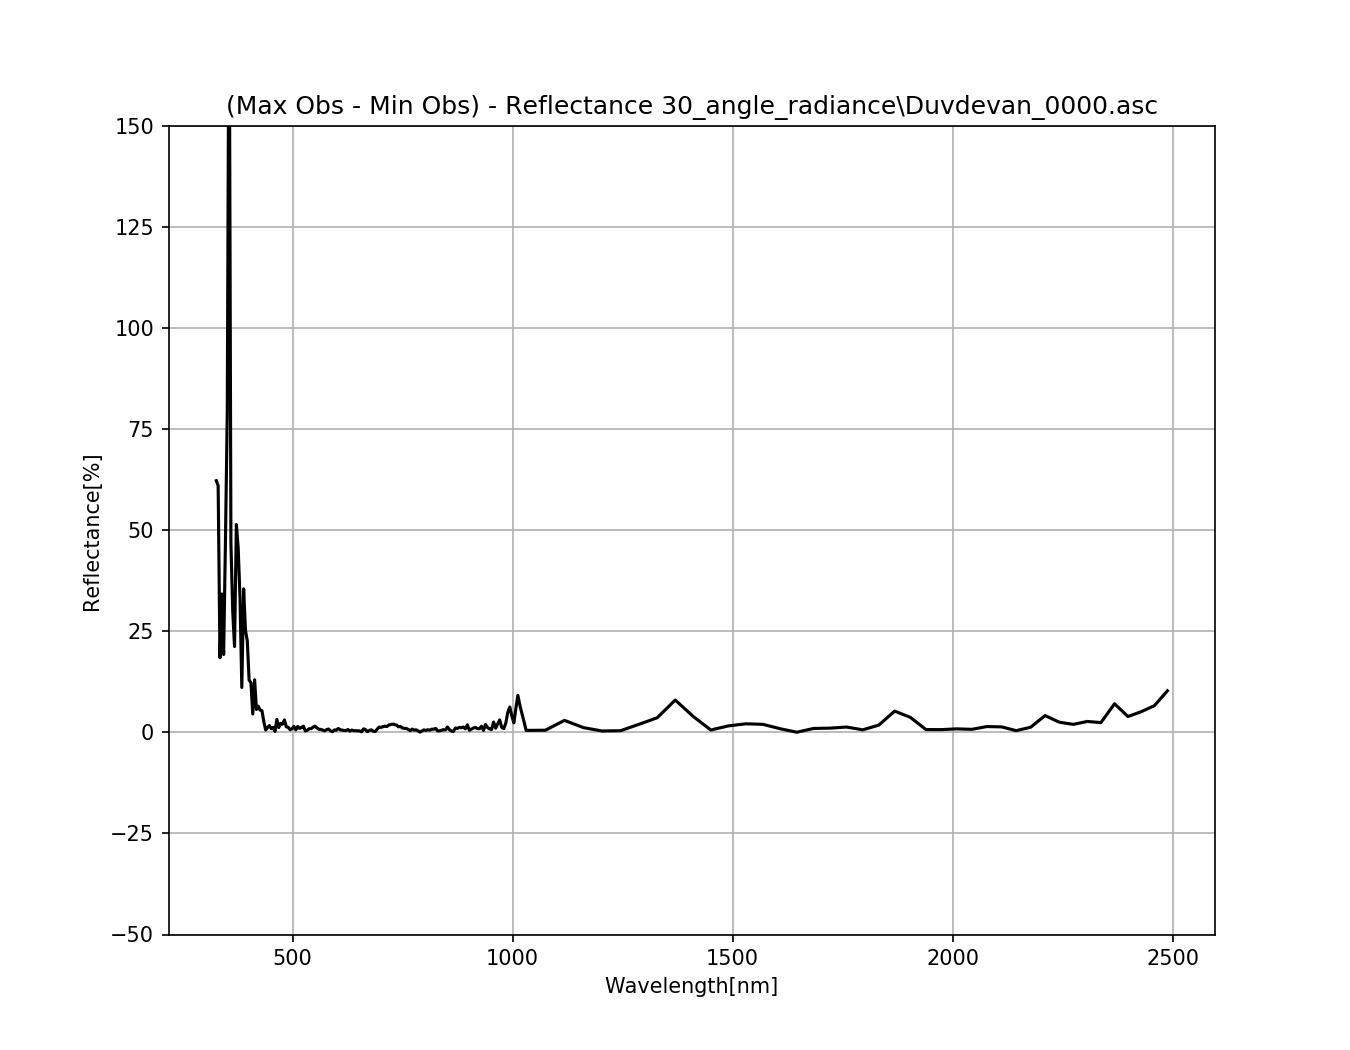 (Max Obs - Min Obs) - Reflectance 30_angle_radiance\Duvdevan_0000.asc
150
125
100
75
50
25
0
−25
−50
Reflectance[%]
500 1000 1500 2000 2500
Wavelength[nm]